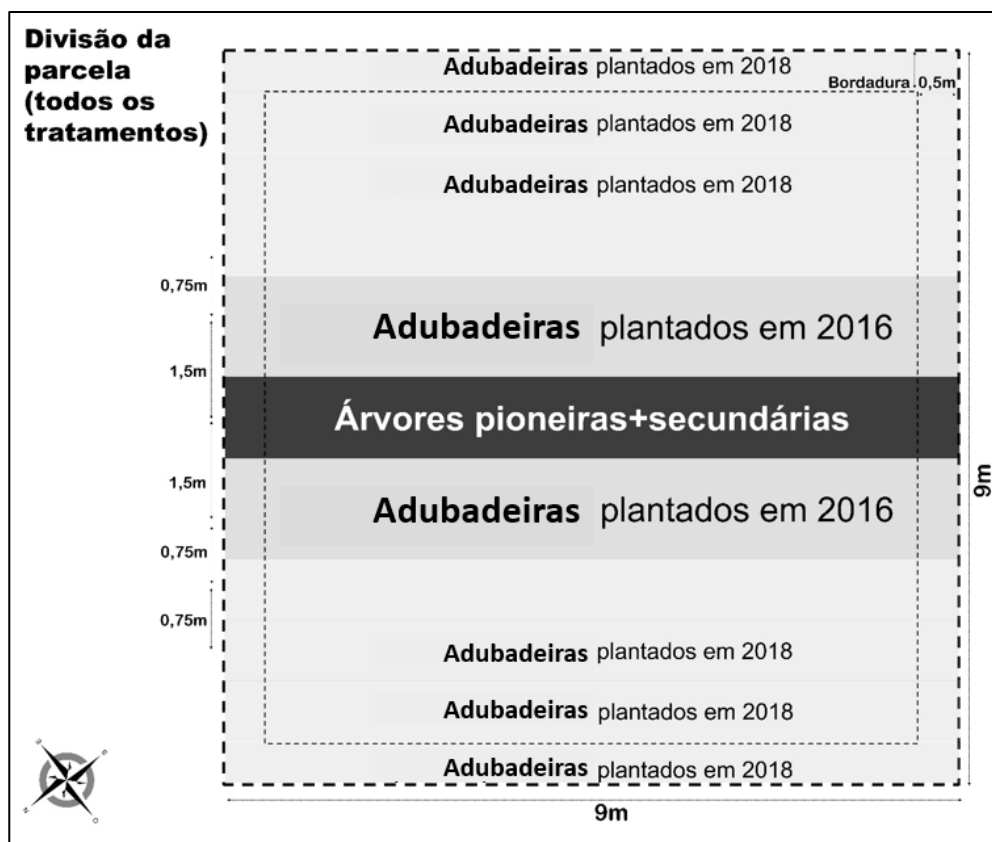 Divisão da
parcela
(todos os
tratamentos)
Adubadeiras plantados em 2018
Bordadura 0,5m
Adubadeiras plantados em 2018
Adubadeiras plantados em 2018
0,75m
Adubadeiras plantados em 2016
1,5m
Árvores pioneiras+secundárias
1,5m
9m
Adubadeiras plantados em 2016
0,75m
0,75m
Adubadeiras plantados em 2018
Adubadeiras plantados em 2018
Adubadeiras plantados em 2018
9m